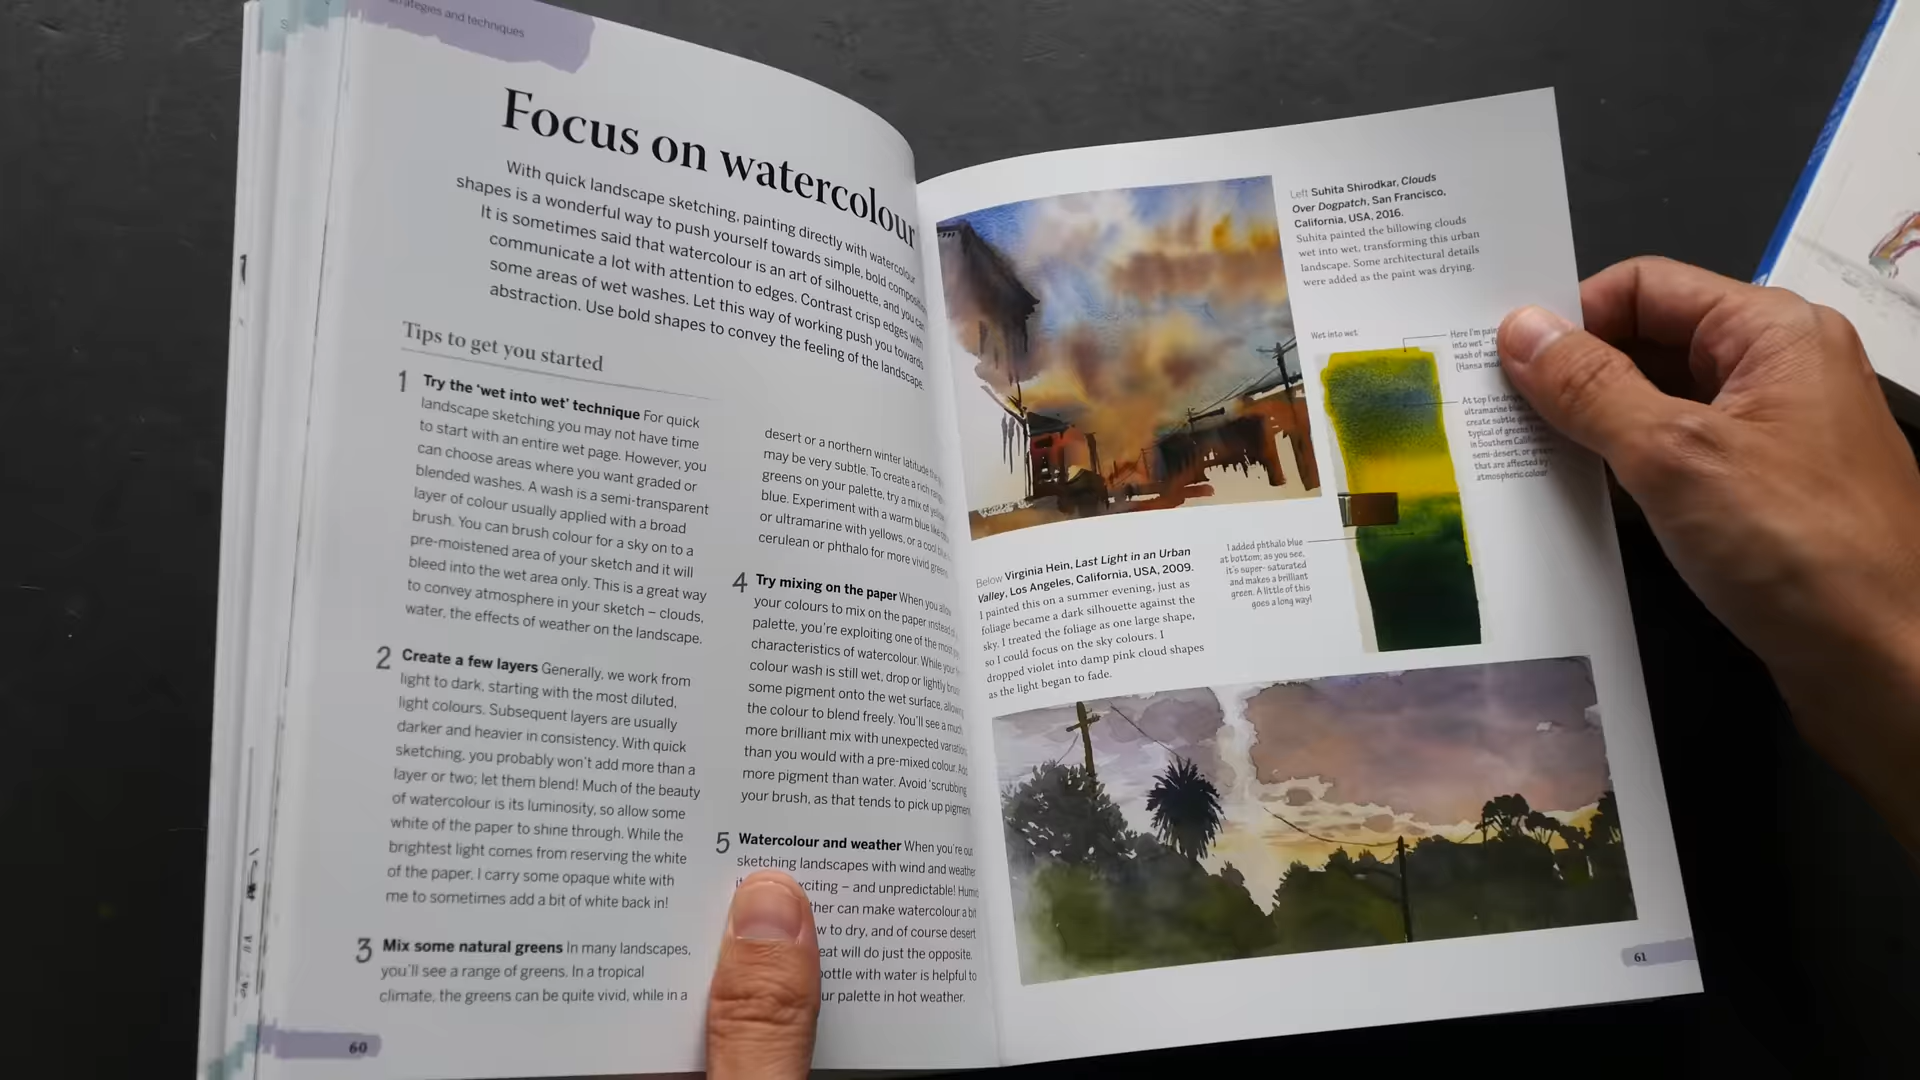 Strategies and techniques
Focus on watercolour
With quick landscape sketching, painting directly with watercolour
shapes is a wonderful way to push yourself towards simple, bold
It is sometimes said that watercolour is an art of silhouette, and you can
communicate a lot with attention to edges. Contrast crisp edges with
some areas of wet washes. Let this way of working push you towards
abstraction. Use bold shapes to convey the feeling of the landscape.
Tips to get you started
1 Try the ‘wet into wet’ technique For quick
landscape sketching you may not have time
to start with an entire wet page. However, you
can choose areas where you want graded or
blended washes. A wash is a semi-transparent
layer of colour usually applied with a broad
brush. You can brush colour for a sky on to a
pre-moistened area of your sketch and it will
bleed into the wet area only. This is a great way
to convey atmosphere in your sketch – clouds,
water, the effects of weather on the landscape.
2 Create a few layers Generally, we work from
light to dark, starting with the most diluted,
light colours. Subsequent layers are usually
darker and heavier in consistency. With quick
sketching, you probably won’t add more than a
layer or two; let them blend! Much of the beauty
of watercolour is its luminosity, so allow some
white of the paper to shine through. While the
brightest light comes from reserving the white
of the paper, I carry some opaque white with
me to sometimes add a bit of white back in!
3 Mix some natural greens In many landscapes,
you’ll see a range of greens. In a tropical
climate, the greens can be quite vivid, while in a
60
desert or a northern winter latitude
may be very subtle. To create a rich
greens on your palette, try a mix of
blue. Experiment with a warm blue like
or ultramarine with yellows, or a cool
cerulean or phthalo for more vivid greens.
4 Try mixing on the paper When you allow
your colours to mix on the paper instead
palette, you’re exploiting one of the most
characteristics of watercolour. While your
colour wash is still wet, drop or lightly
some pigment onto the wet surface, allowing
the colour to blend freely. You’ll see a much
more brilliant mix with unexpected
than you would with a pre-mixed colour.
more pigment than water. Avoid ‘scrubbing
your brush, as that tends to pick up pigment
5 Watercolour and weather When you’re out
sketching landscapes with wind and weather
exciting – and unpredictable!
can make watercolour a bit
to dry, and of course desert
will do just the opposite.
bottle with water is helpful to
palette in hot weather.
Left Suhita Shirodkar, Clouds
Over Dogpatch, San Francisco,
California, USA, 2016.
Suhita painted the billowing clouds
wet into wet, transforming this urban
landscape. Some architectural details
were added as the paint was drying.
Wet into wet
Here I’m
into wet –
wash of
(Hansa
At top I’ve
ultramarine
create subtle
typical of greens
in Southern
semi-desert, or
that are affected by
atmospheric colour
I added phthalo blue
at bottom; as you see,
it’s super-saturated
and makes a brilliant
green. A little of this
goes a long way!
Below Virginia Hein, Last Light in an Urban
Valley, Los Angeles, California, USA, 2009.
I painted this on a summer evening, just as
foliage became a dark silhouette against the
sky. I treated the foliage as one large shape,
so I could focus on the sky colours. I
dropped violet into damp pink cloud shapes
as the light began to fade.
61